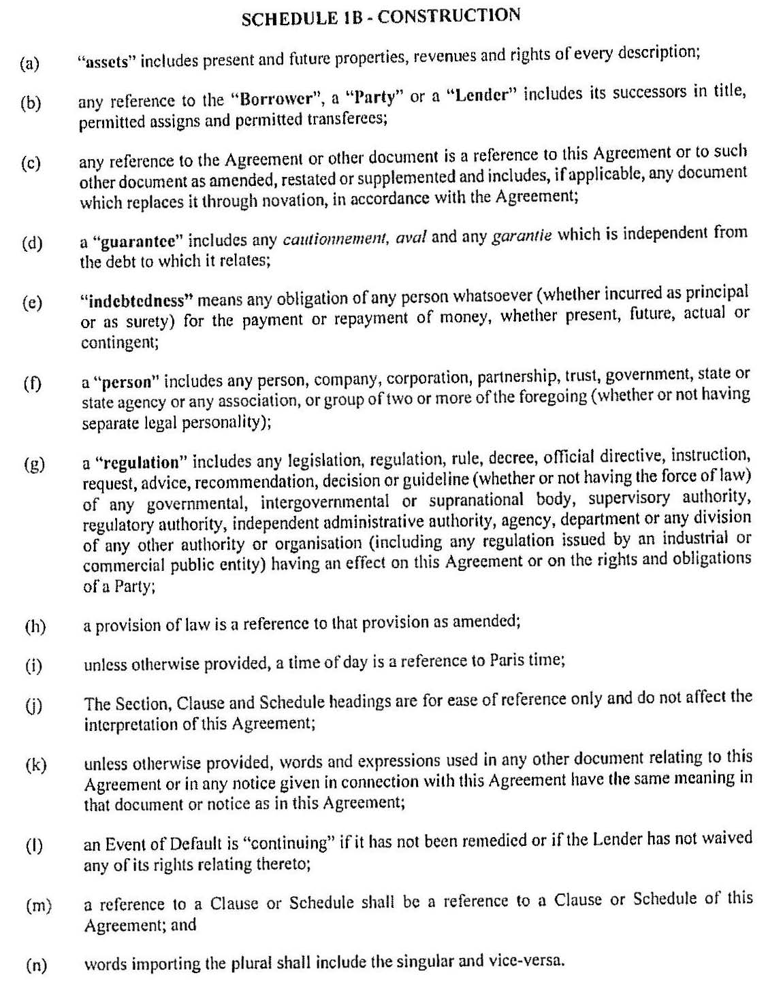 SCHEDULE 1B - CONSTRUCTION
(a) “assets” includes present and future properties, revenues and rights of every description;
(b) any reference to the “Borrower”, a “Party” or a “Lender” includes its successors in title,
permitted assigns and permitted transferees;
(c) any reference to the Agreement or other document is a reference to this Agreement or to such
other document as amended, restated or supplemented and includes, if applicable, any document
which replaces it through novation, in accordance with the Agreement;
(d) a “guarantee” includes any cautionnement, aval and any garantie which is independent from
the debt to which it relates;
(e) “indebtedness” means any obligation of any person whatsoever (whether incurred as principal
or as surety) for the payment or repayment of money, whether present, future, actual or
contingent;
(f) a “person” includes any person, company, corporation, partnership, trust, government, state or
state agency or any association, or group of two or more of the foregoing (whether or not having
separate legal personality);
(g) a “regulation” includes any legislation, regulation, rule, decree, official directive, instruction,
request, advice, recommendation, decision or guideline (whether or not having the force of law)
of any governmental, intergovernmental or supranational body, supervisory authority,
regulatory authority, independent administrative authority, agency, department or any division
of any other authority or organisation (including any regulation issued by an industrial or
commercial public entity) having an effect on this Agreement or on the rights and obligations
of a Party;
(h) a provision of law is a reference to that provision as amended;
(i) unless otherwise provided, a time of day is a reference to Paris time;
(j) The Section, Clause and Schedule headings are for ease of reference only and do not affect the
interpretation of this Agreement;
(k) unless otherwise provided, words and expressions used in any other document relating to this
Agreement or in any notice given in connection with this Agreement have the same meaning in
that document or notice as in this Agreement;
(l) an Event of Default is “continuing” if it has not been remedied or if the Lender has not waived
any of its rights relating thereto;
(m) a reference to a Clause or Schedule shall be a reference to a Clause or Schedule of this
Agreement; and
(n) words importing the plural shall include the singular and vice-versa.